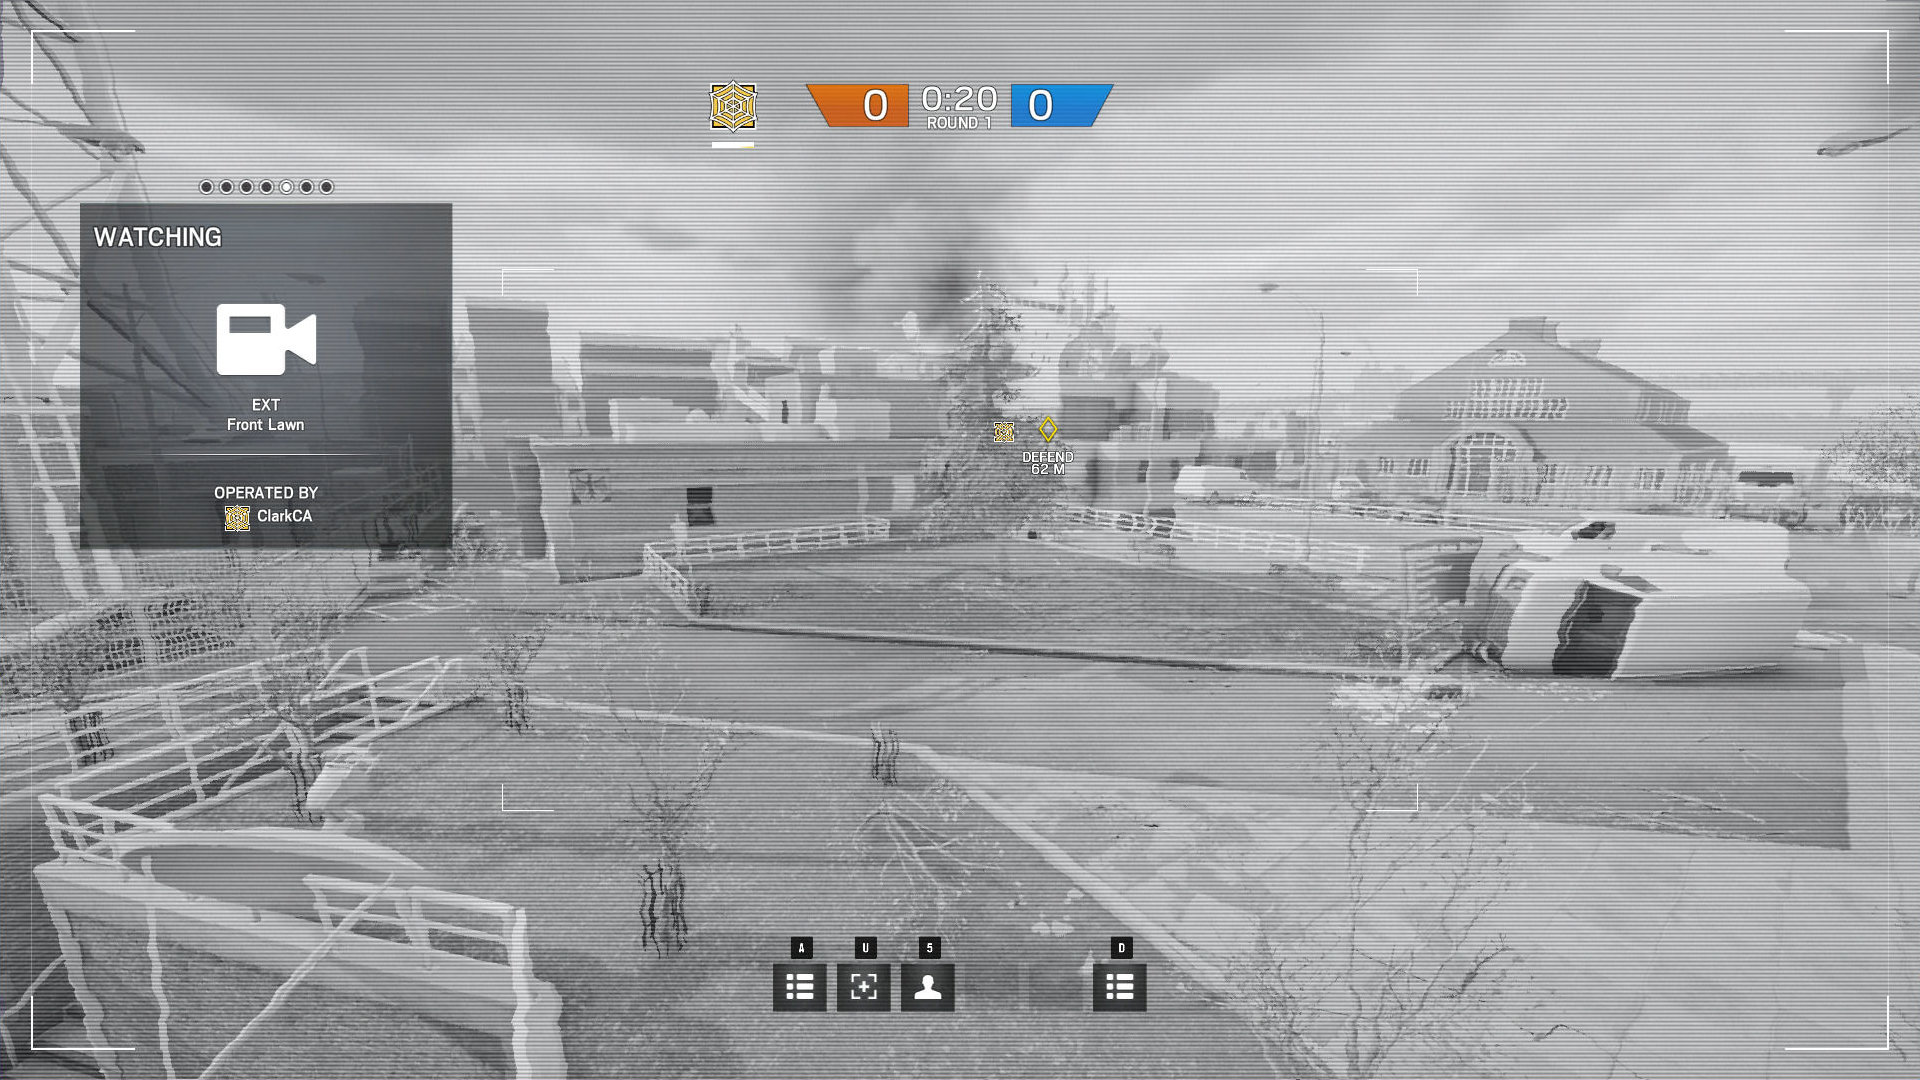 0
0:20
ROUND 1
0
WATCHING
EXT
Front Lawn
OPERATED BY
ClarkCA
DEFEND
62 M
A
U
5
D